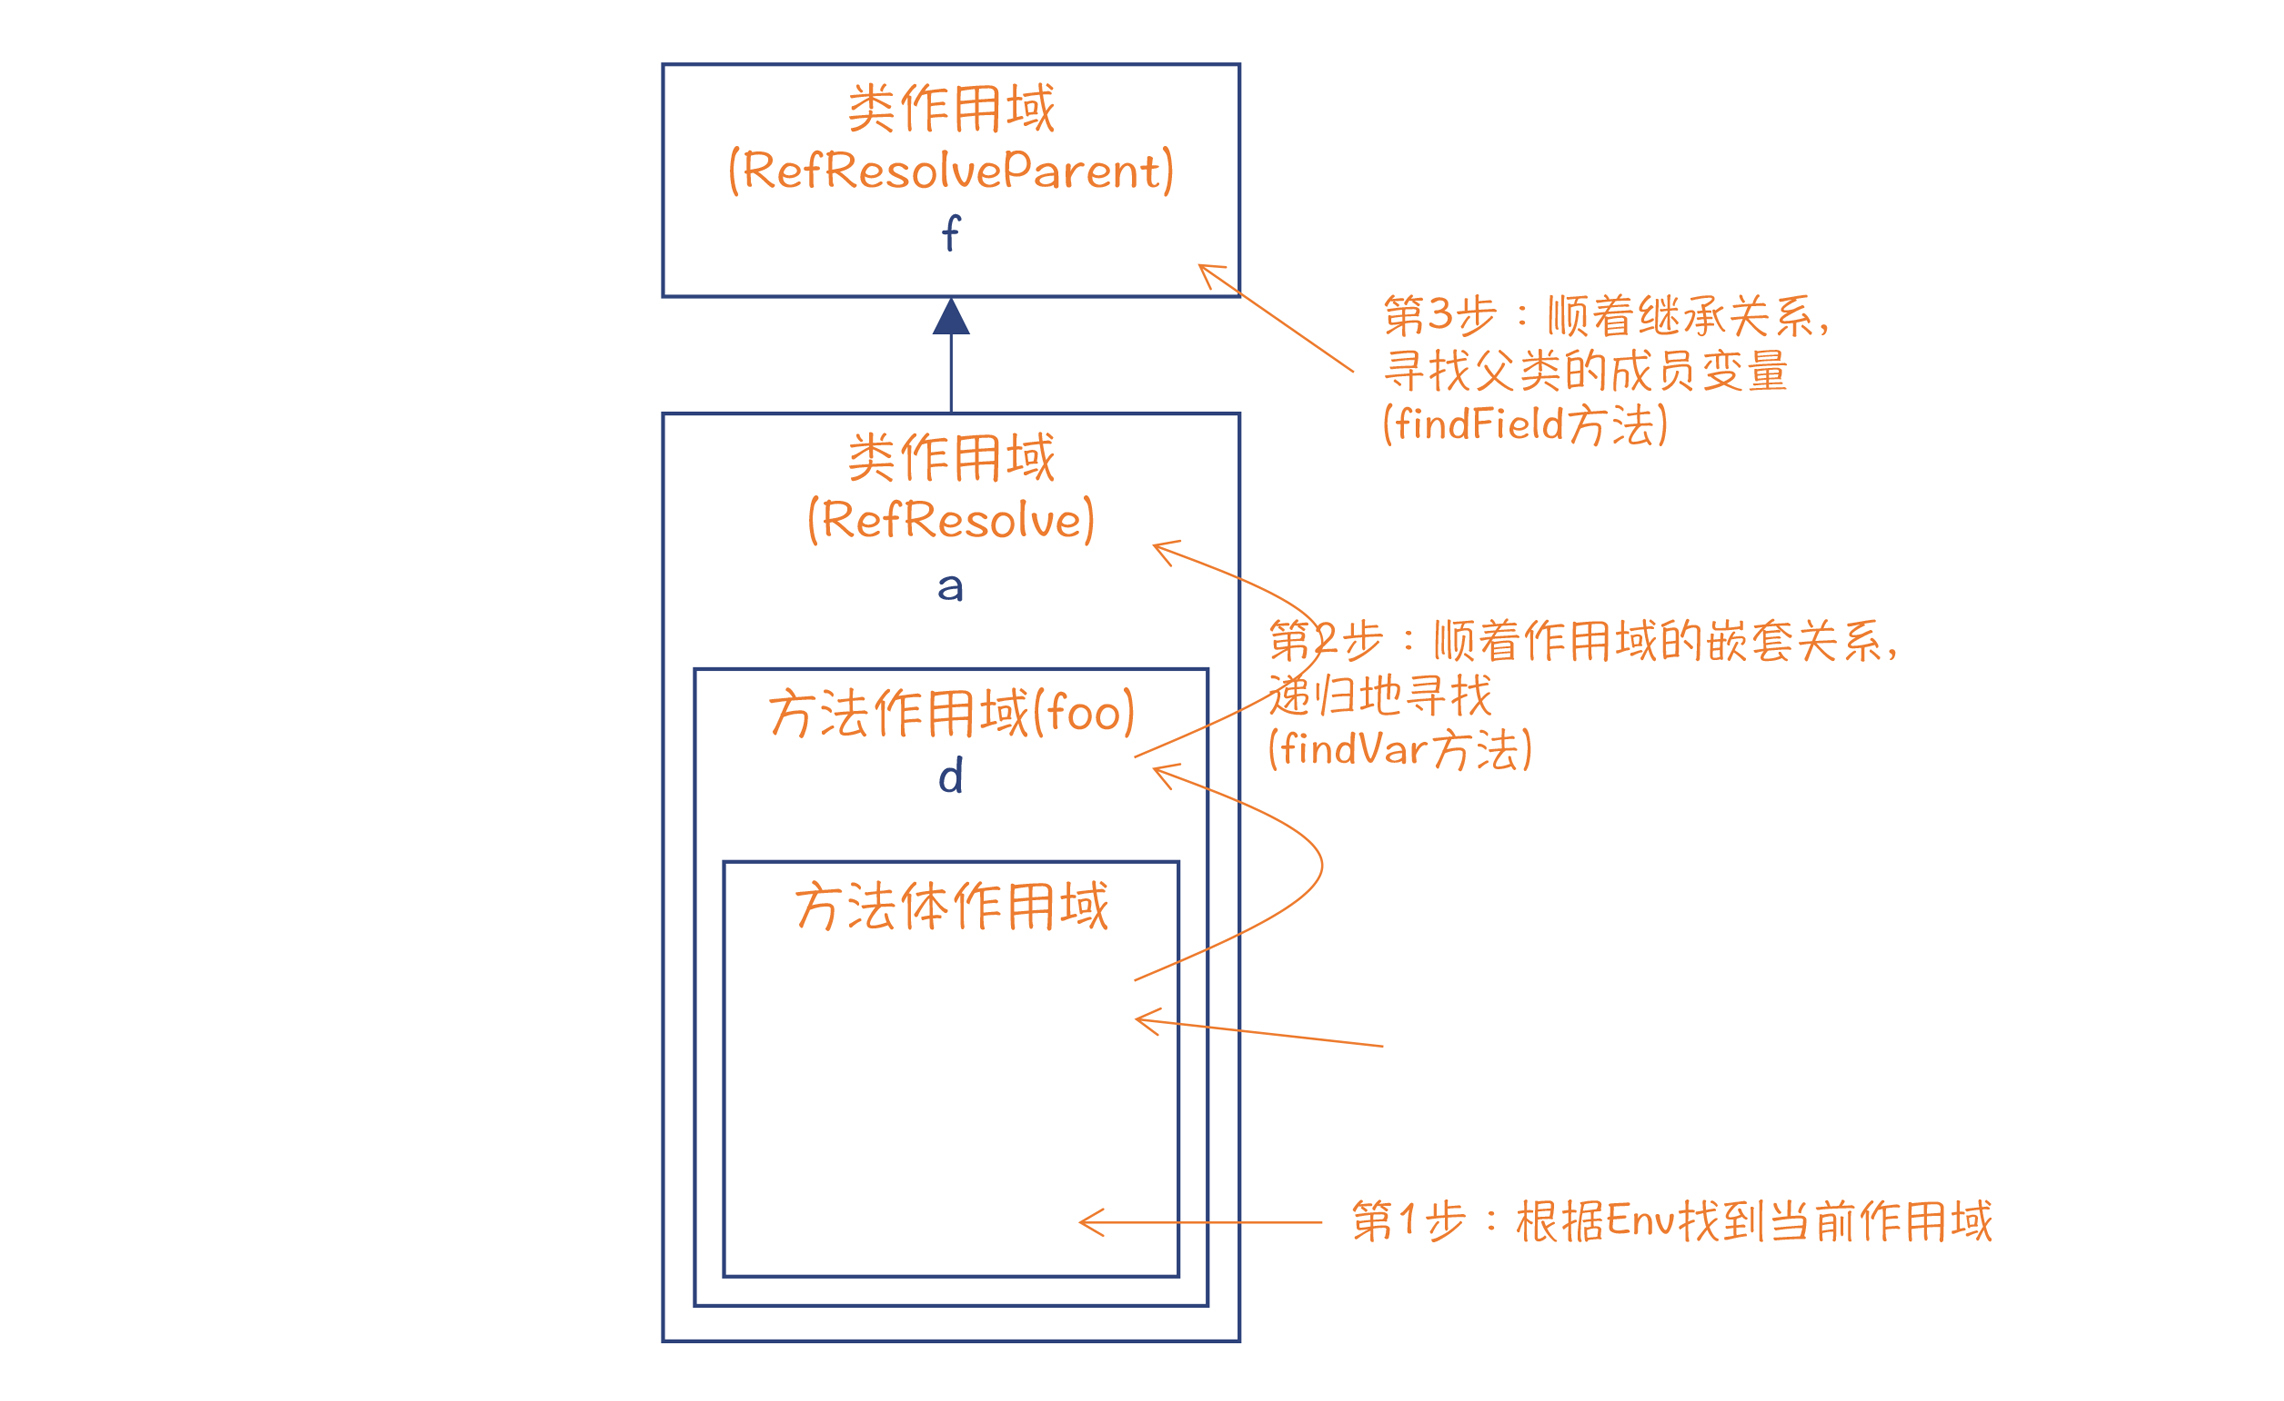 类作用域
(RefResolveParent)
f
第3步：顺着继承关系，
寻找父类的成员变量
(findField方法)
类作用域
(RefResolve)
a
第2步：顺着作用域的嵌套关系，
递归地寻找
(findVar方法)
方法作用域(foo)
d
方法体作用域
第1步：根据Env找到当前作用域